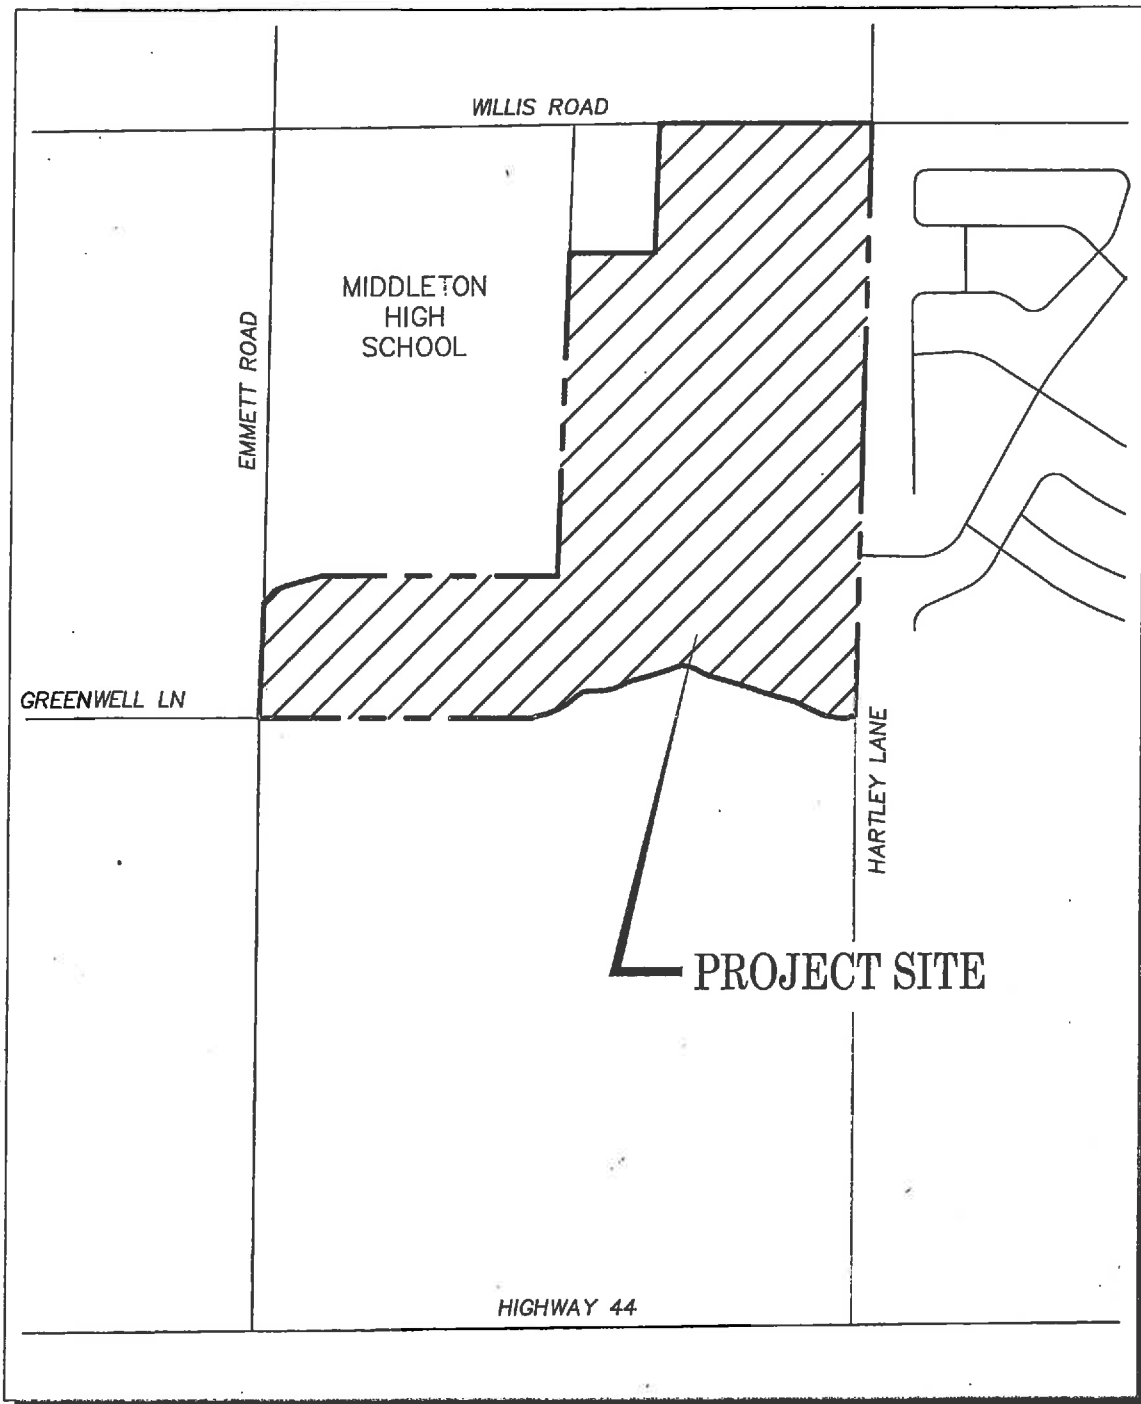 WILLIS ROAD
MIDDLETON
HIGH
SCHOOL
EMMETT ROAD
GREENWELL LN
HARTLEY LANE
PROJECT SITE
HIGHWAY 44